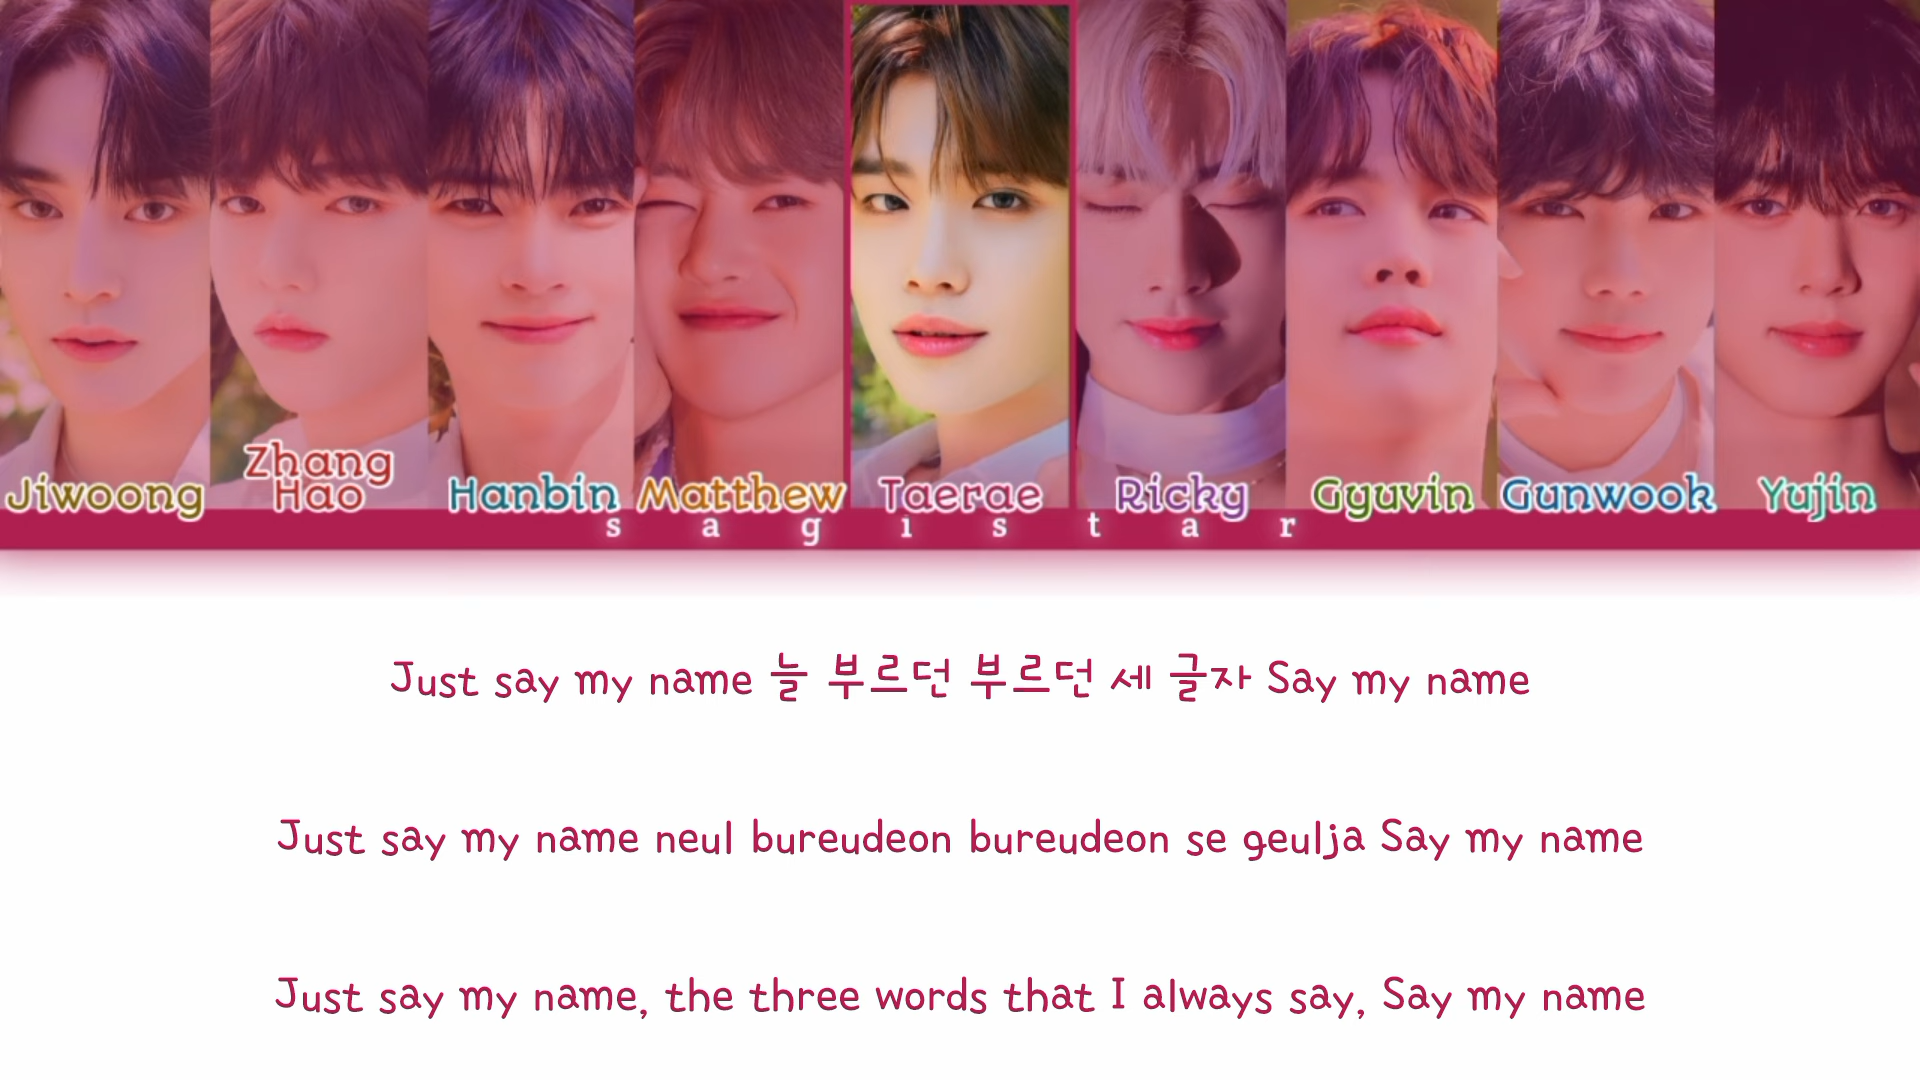 Jiwoong
Zhang
Hao
Hanbin
Matthew
Taerae
Ricky
Gyuvin
Gunwook
Yujin
s a g i s t a r
Just say my name 늘 부르던 부르던 세 글자 Say my name
Just say my name neul bureudeon bureudeon se geulja Say my name
Just say my name, the three words that I always say, Say my name